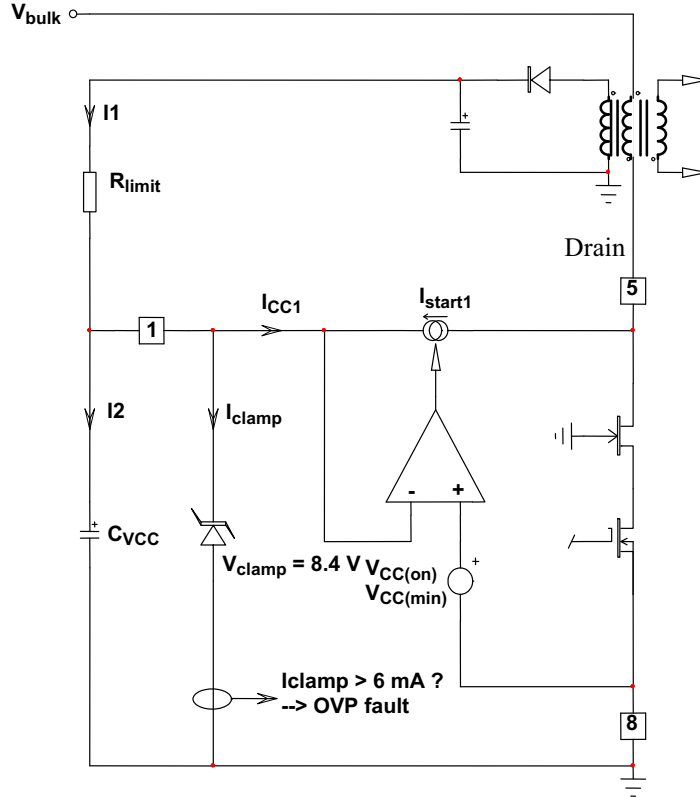 Vbulk
I1
Rlimit
Drain
5
ICC1
Istart1
1
I2
Iclamp
- +
CVCC
Vclamp = 8.4 V
VCC(on)
VCC(min)
Iclamp > 6 mA ?
--> OVP fault
8